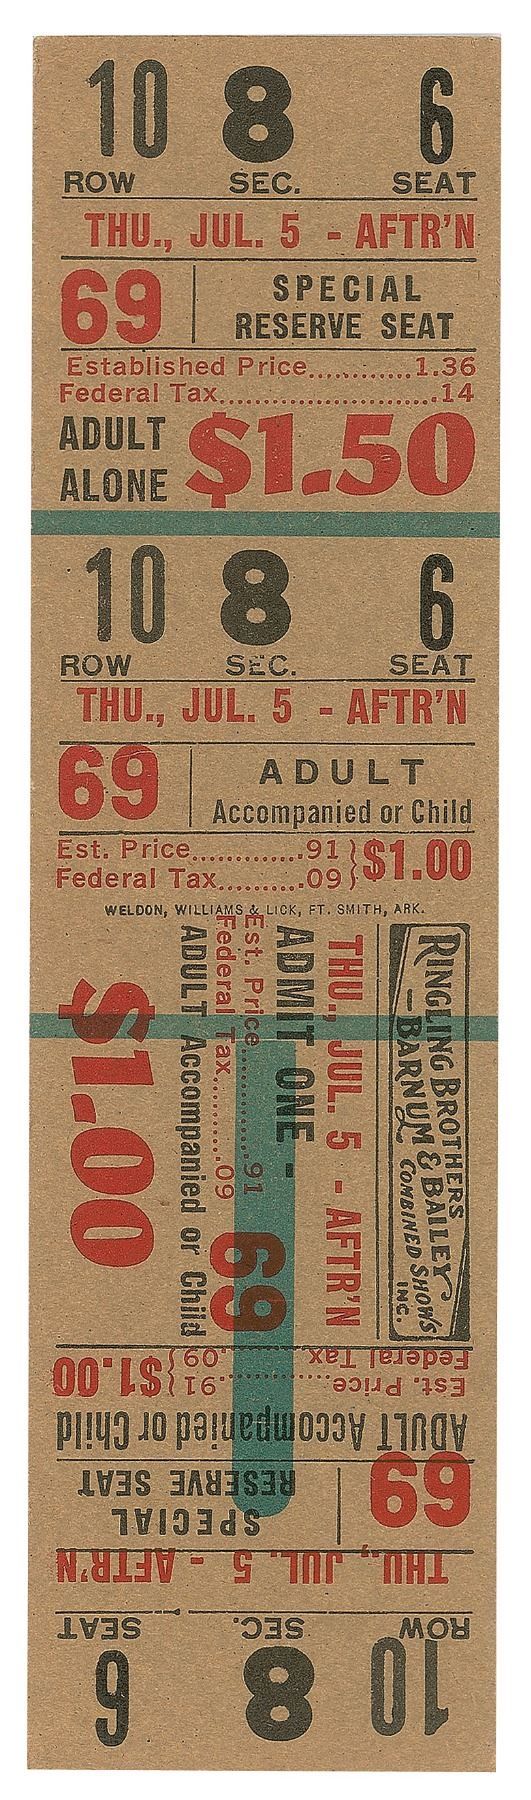 10 8 6
ROW SEC. SEAT
THU., JUL. 5 - AFTR'N
69 SPECIAL
RESERVE SEAT
Established Price............1.36
Federal Tax.........................14
ADULT
ALONE $1.50
10 8 6
ROW SEC. SEAT
THU., JUL. 5 - AFTR'N
69 ADULT
Accompanied or Child
Est. Price.............91
Federal Tax..........09 } $1.00
WELDON, WILLIAMS & LICK, FT. SMITH, ARK.
RINGLING BROTHERS
- BARNUM & BAILEY
COMBINED SHOWS
INC.
THU., JUL. 5 - AFTR'N
ADMIT ONE - 69
Est. Price.............91
Federal Tax..........09
ADULT Accompanied or Child
$1.00
10 8 6
ROW SEC. SEAT
THU., JUL. 5 - AFTR'N
69 SPECIAL
RESERVE SEAT
ADULT Accompanied or Child
Est. Price.............91
Federal Tax..........09 } $1.00